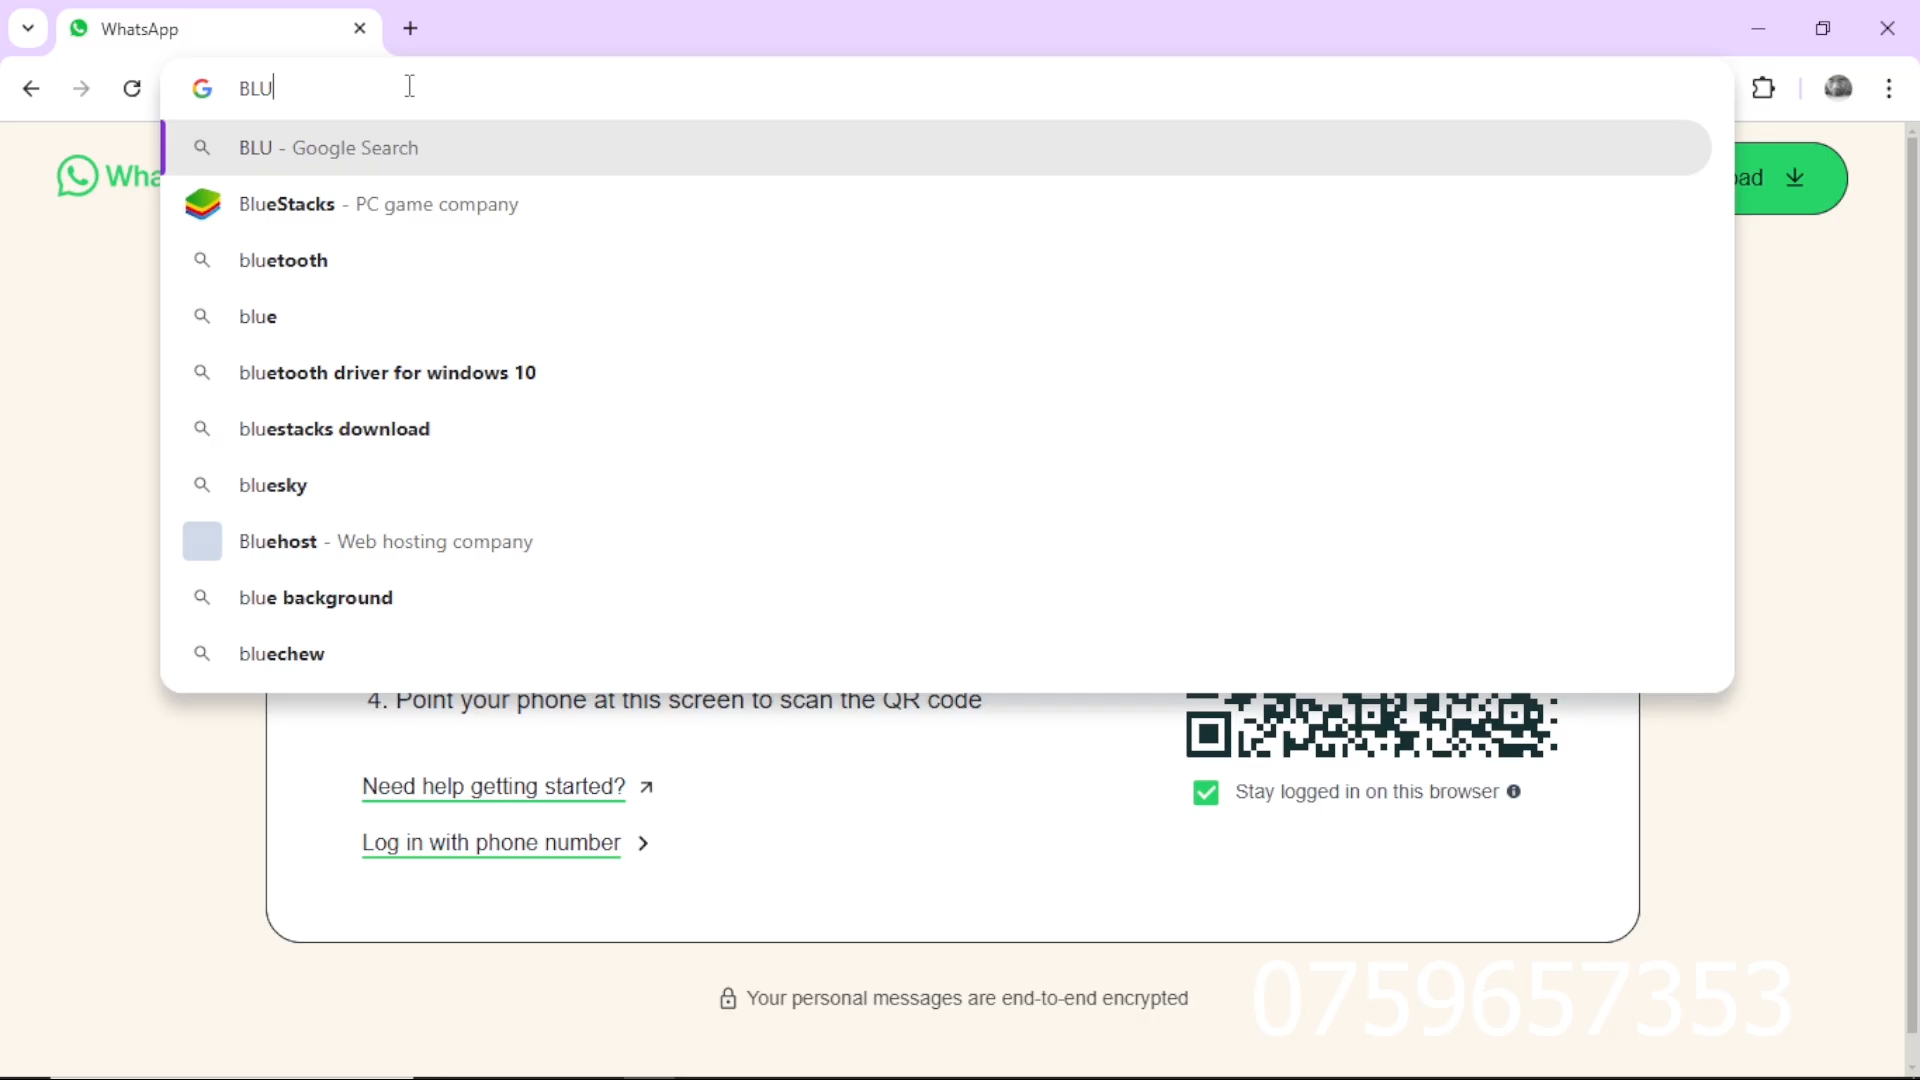 WhatsApp
BLU
BLU - Google Search
BlueStacks - PC game company
bluetooth
blue
bluetooth driver for windows 10
bluestacks download
bluesky
Bluehost - Web hosting company
blue background
bluechew
Wha
oad
4. Point your phone at this screen to scan the QR code
Need help getting started?
Stay logged in on this browser
Log in with phone number
Your personal messages are end-to-end encrypted
0759657353